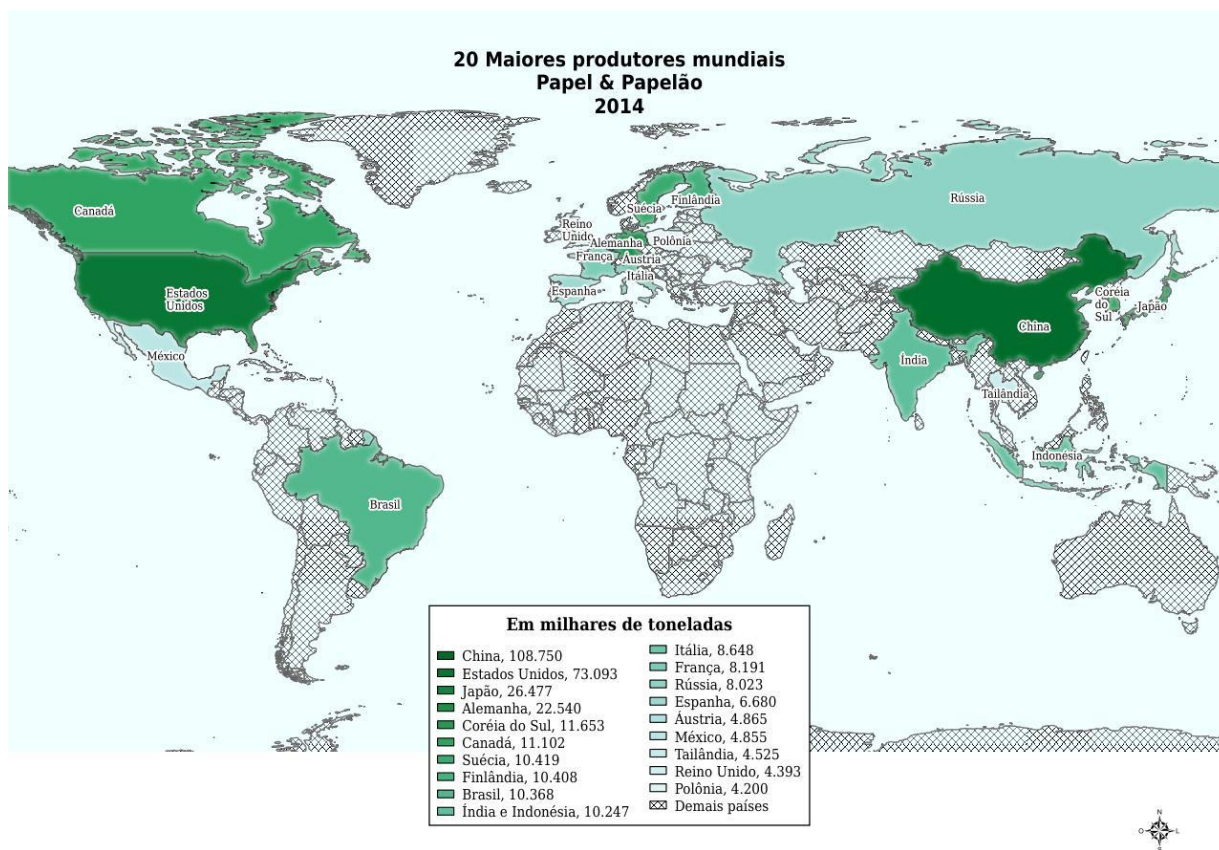 20 Maiores produtores mundiais
Papel & Papelão
2014
Canadá
Estados
Unidos
México
Brasil
Reino
Unido
Suécia
Finlândia
Alemanha
Polônia
França
Áustria
Itália
Espanha
Rússia
China
Coréia
do
Sul
Japão
Índia
Tailândia
Indonésia
Em milhares de toneladas
China, 108.750
Estados Unidos, 73.093
Japão, 26.477
Alemanha, 22.540
Coréia do Sul, 11.653
Canadá, 11.102
Suécia, 10.419
Finlândia, 10.408
Brasil, 10.368
Índia e Indonésia, 10.247
Itália, 8.648
França, 8.191
Rússia, 8.023
Espanha, 6.680
Áustria, 4.865
México, 4.855
Tailândia, 4.525
Reino Unido, 4.393
Polônia, 4.200
Demais países
N
O L
S